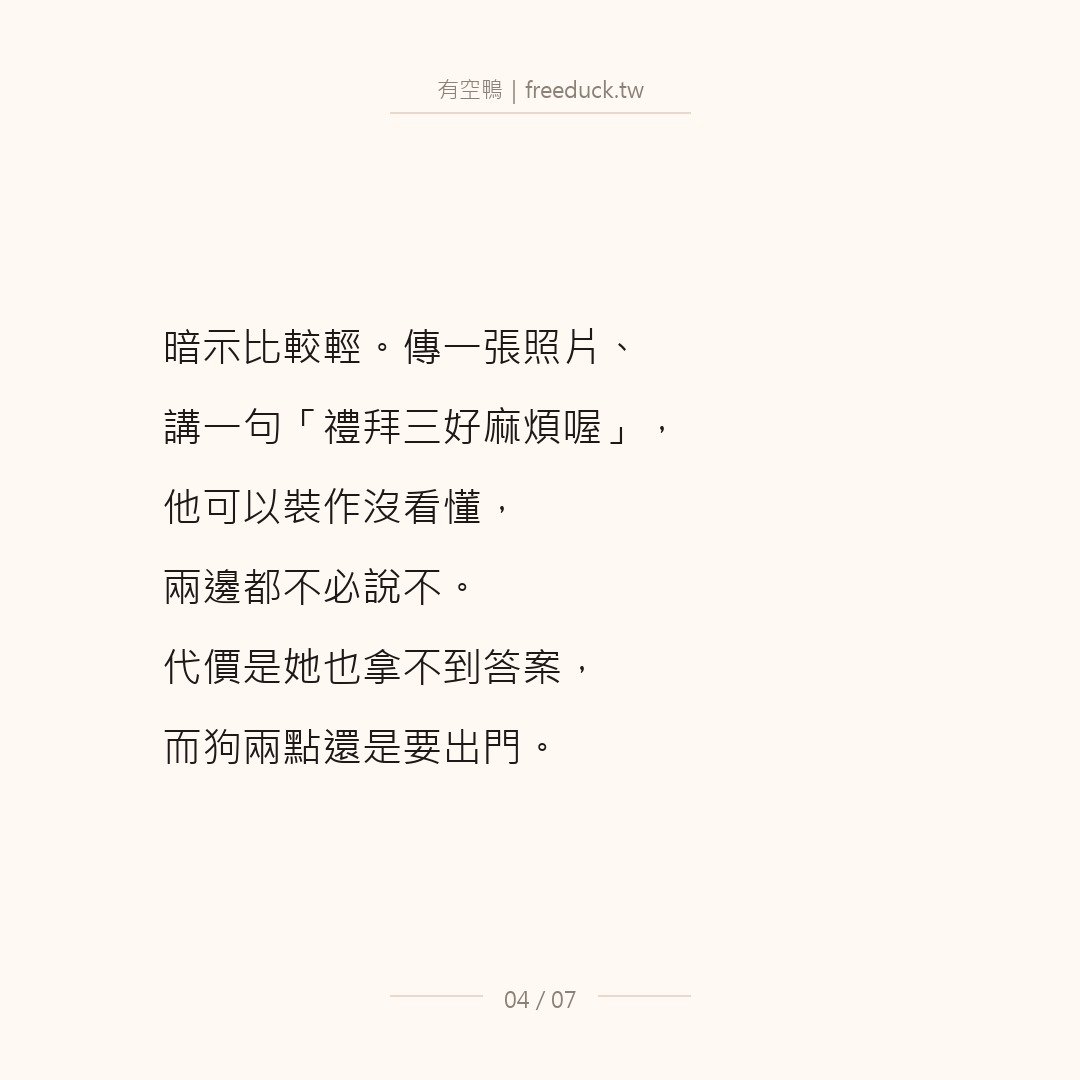 有空鴨 | freeduck.tw
暗示比較輕。傳一張照片、
講一句「禮拜三好麻煩喔」，
他可以裝作沒看懂，
兩邊都不必說不。
代價是她也拿不到答案，
而狗兩點還是要出門。
04 / 07